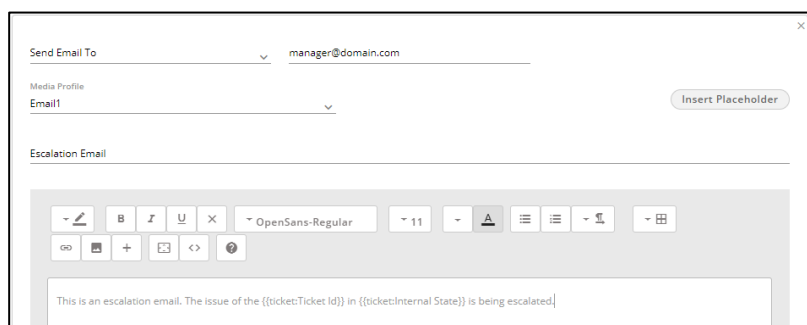 Send Email To manager@domain.com
Media Profile
Email1
Insert Placeholder
Escalation Email
B I U OpenSans-Regular 11 A
This is an escalation email. The issue of the {{ticket:Ticket Id}} in {{ticket:Internal State}} is being escalated.